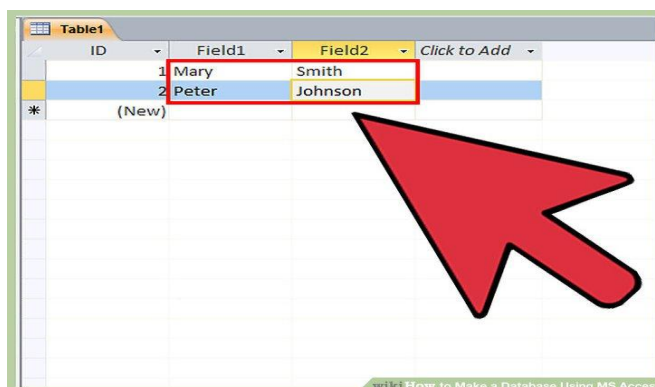 Table1
ID Field1 Field2 Click to Add
1 Mary Smith
2 Peter Johnson
* (New)
wikiHow to Make a Database Using MS Acces